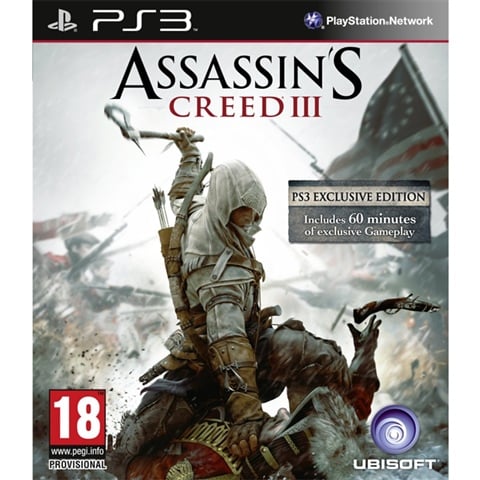 PS3
PlayStation®Network
ASSASSIN'S
CREED III
PS3 EXCLUSIVE EDITION
Includes 60 minutes
of exclusive Gameplay
18
www.pegi.info
PROVISIONAL
UBISOFT